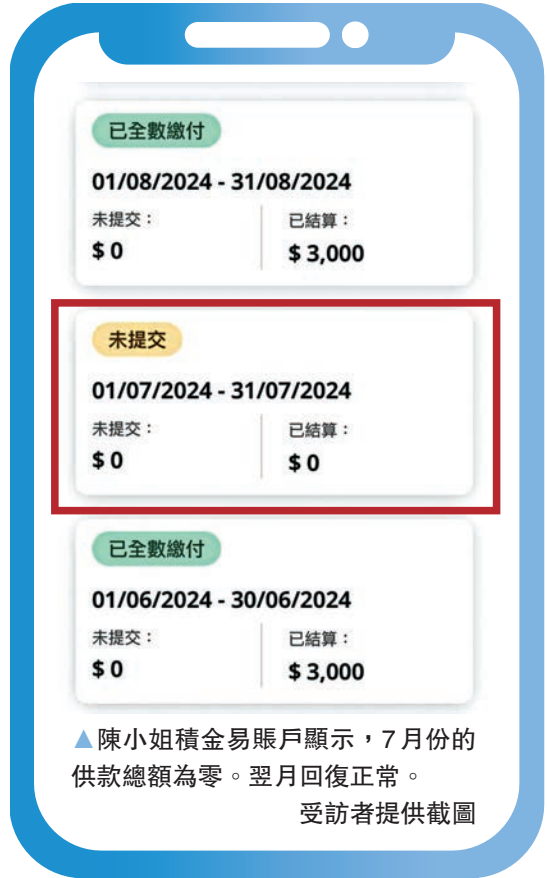 已全數繳付
01/08/2024 - 31/08/2024
未提交： 已結算：
$ 0 $ 3,000
未提交
01/07/2024 - 31/07/2024
未提交： 已結算：
$ 0 $ 0
已全數繳付
01/06/2024 - 30/06/2024
未提交： 已結算：
$ 0 $ 3,000
▲陳小姐積金易賬戶顯示，7月份的
供款總額為零。翌月回復正常。
受訪者提供截圖